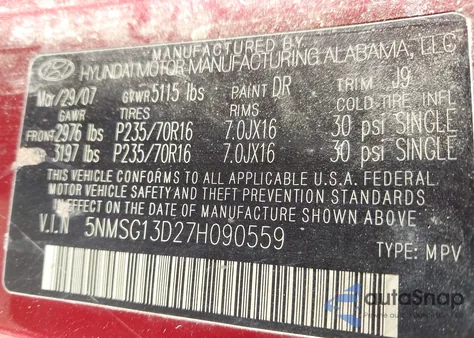 MANUFACTURED BY
HYUNDAI MOTOR MANUFACTURING ALABAMA, LLC
Mar/29/07 GVWR 5115 lbs PAINT DR TRIM J9
GAWR TIRES RIMS COLD TIRE INFL
FRONT 2976 lbs P235/70R16 7.0JX16 30 psi SINGLE
3197 lbs P235/70R16 7.0JX16 30 psi SINGLE
THIS VEHICLE CONFORMS TO ALL APPLICABLE U.S.A. FEDERAL
MOTOR VEHICLE SAFETY AND THEFT PREVENTION STANDARDS
IN EFFECT ON THE DATE OF MANUFACTURE SHOWN ABOVE
V.I.N 5NMSG13D27H090559
TYPE: MPV
autoSnap